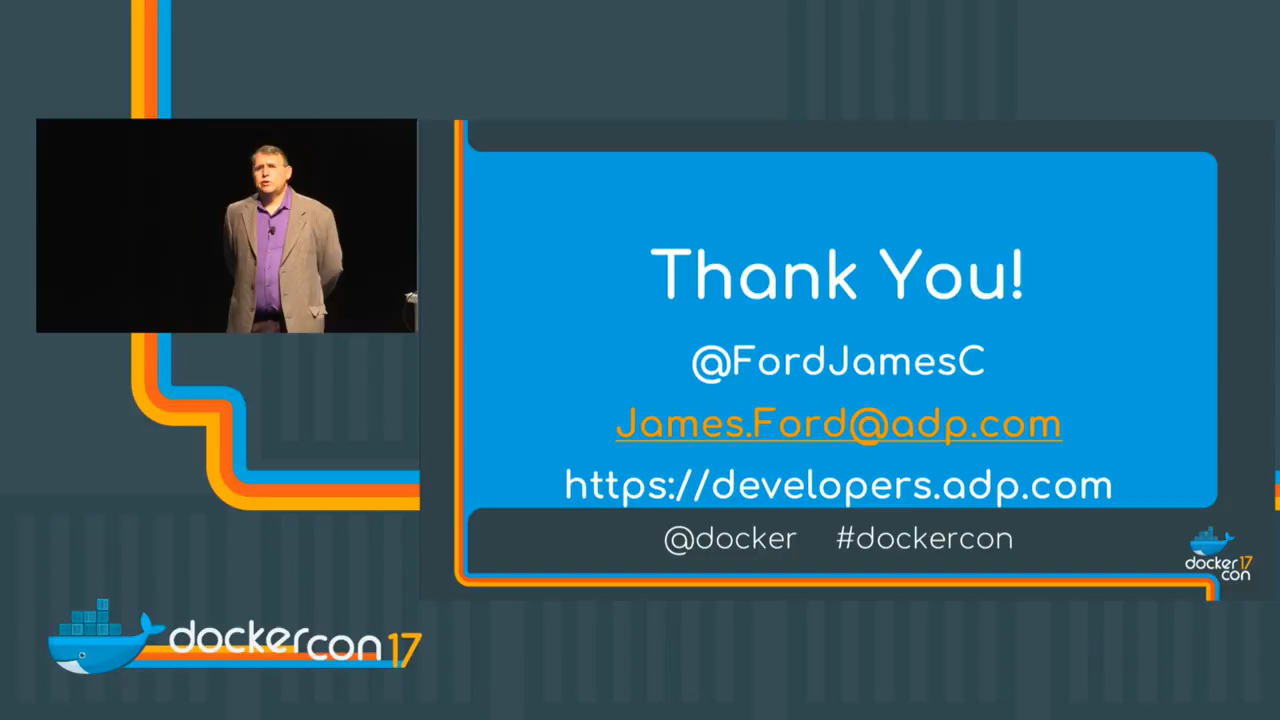 Thank You!
@FordJamesC
James.Ford@adp.com
https://developers.adp.com
@docker #dockercon
docker 17
con
dockercon 17